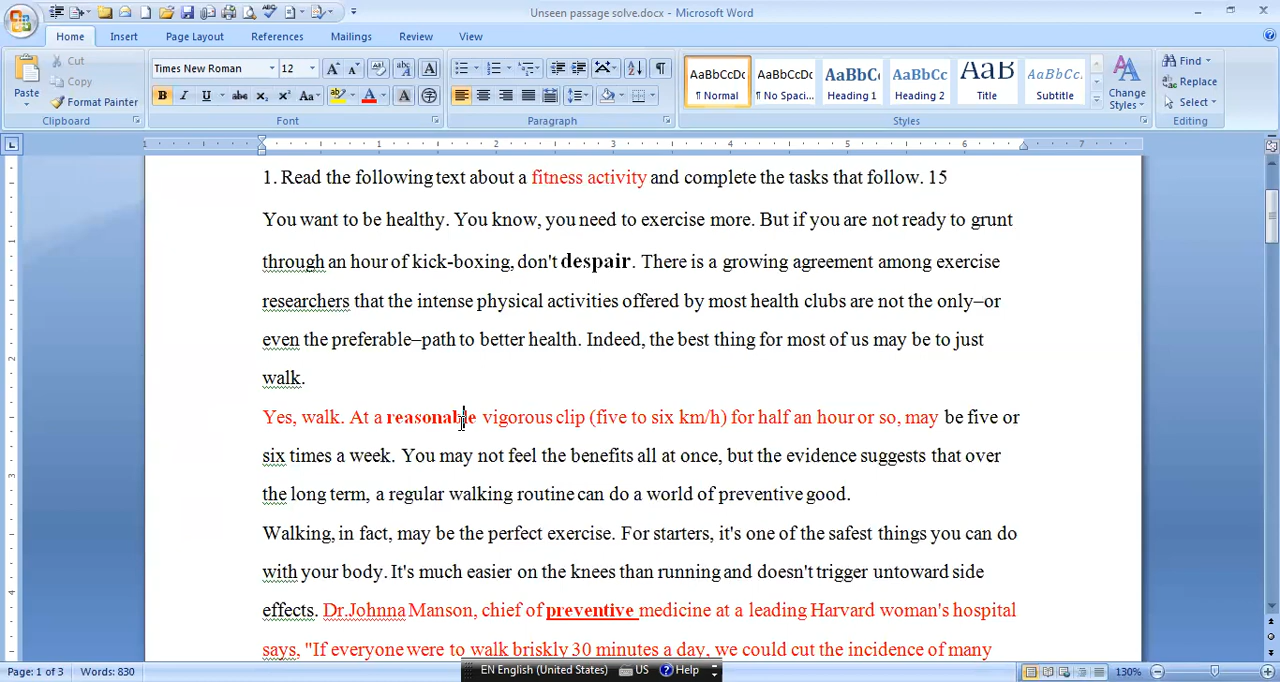 Unseen passage solve.docx - Microsoft Word
Home Insert Page Layout References Mailings Review View
Paste
Cut
Copy
Format Painter
Clipboard
Times New Roman 12
Font
Paragraph
AaBbCcDc AaBbCcDc AaBbC AaBbCc AaB AaBbCc.
¶ Normal ¶ No Spaci... Heading 1 Heading 2 Title Subtitle
Change Styles
Styles
Find
Replace
Select
Editing
1. Read the following text about a fitness activity and complete the tasks that follow. 15
You want to be healthy. You know, you need to exercise more. But if you are not ready to grunt
through an hour of kick-boxing, don't despair. There is a growing agreement among exercise
researchers that the intense physical activities offered by most health clubs are not the only–or
even the preferable–path to better health. Indeed, the best thing for most of us may be to just
walk.
Yes, walk. At a reasonable vigorous clip (five to six km/h) for half an hour or so, may be five or
six times a week. You may not feel the benefits all at once, but the evidence suggests that over
the long term, a regular walking routine can do a world of preventive good.
Walking, in fact, may be the perfect exercise. For starters, it's one of the safest things you can do
with your body. It's much easier on the knees than running and doesn't trigger untoward side
effects. Dr.Johnna Manson, chief of preventive medicine at a leading Harvard woman's hospital
says, "If everyone were to walk briskly 30 minutes a day, we could cut the incidence of many
Page: 1 of 3 Words: 830 EN English (United States) US Help 130%